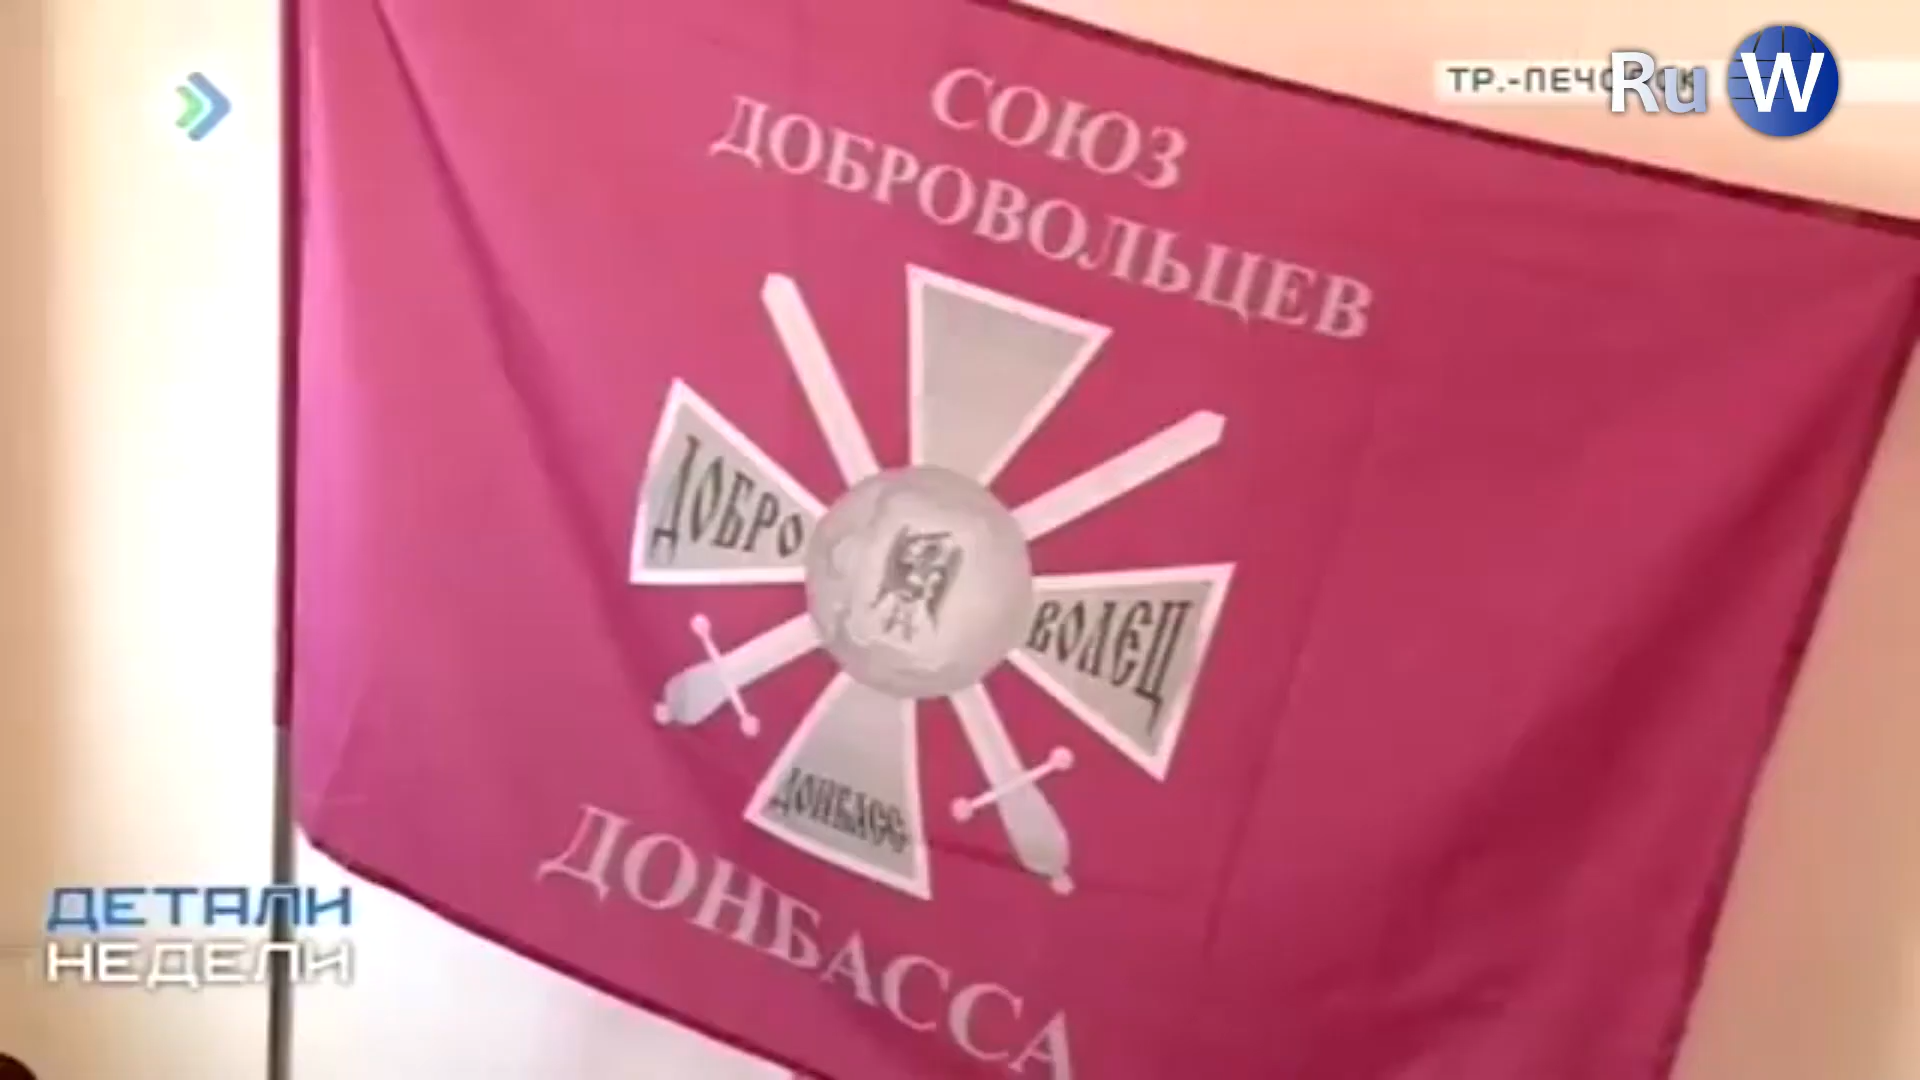 СОЮЗ
ДОБРОВОЛЬЦЕВ
ДОБРО
ВОЛЕЦ
ДОНБАСС
ДОНБАССА
Ru W
ДЕТАЛИ
НЕДЕЛИ